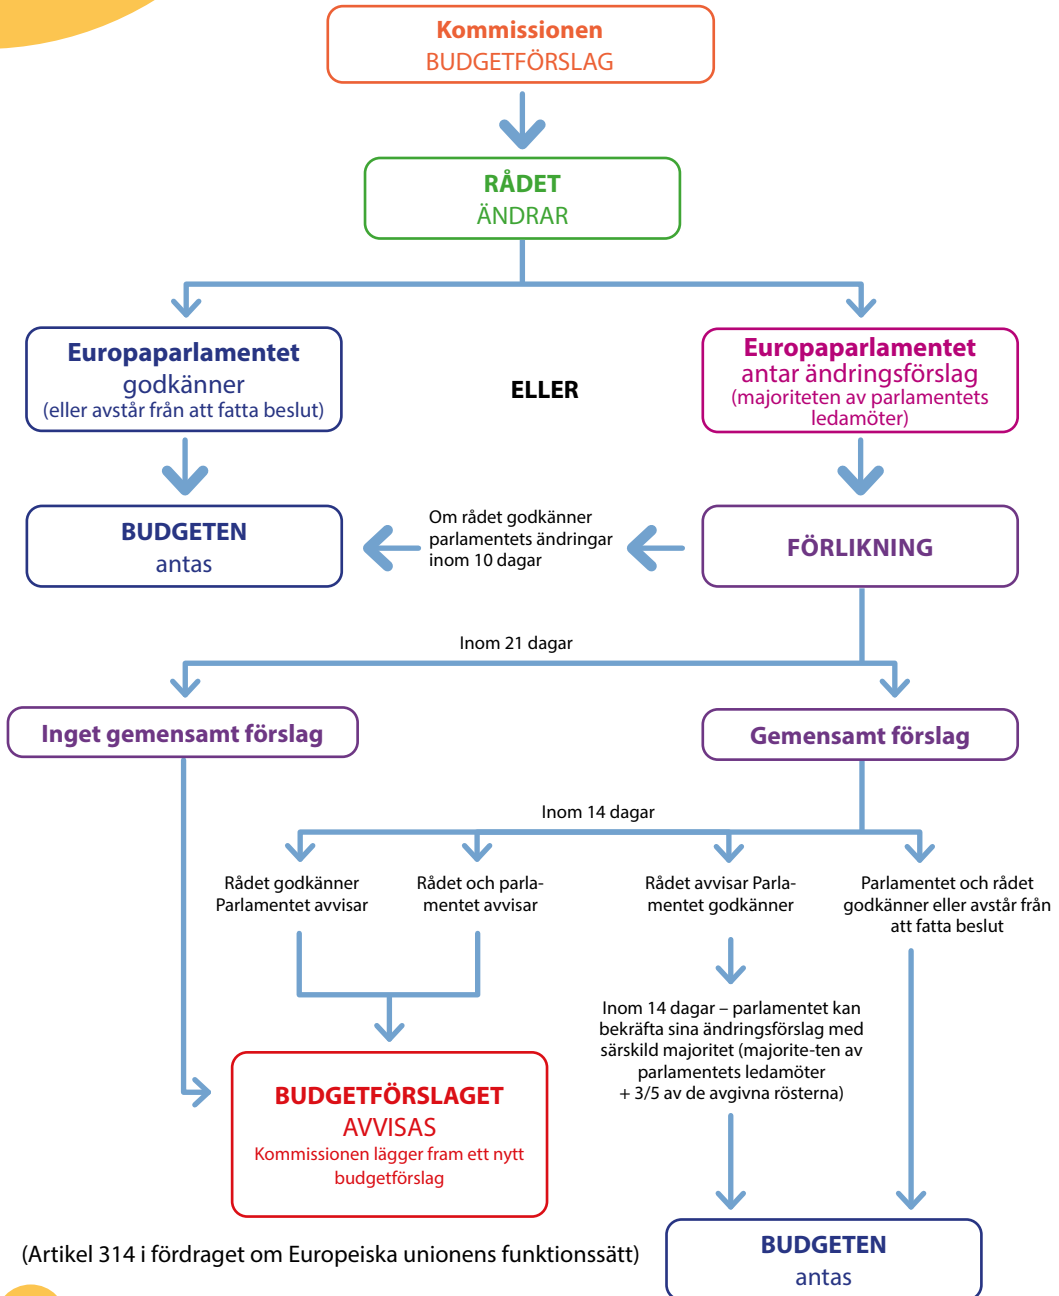 Kommissionen
BUDGETFÖRSLAG
RÅDET
ÄNDRAR
Europaparlamentet
godkänner
(eller avstår från att fatta beslut)
ELLER
Europaparlamentet
antar ändringsförslag
(majoriteten av parlamentets
ledamöter)
BUDGETEN
antas
Om rådet godkänner
parlamentets ändringar
inom 10 dagar
FÖRLIKNING
Inom 21 dagar
Inget gemensamt förslag
Gemensamt förslag
Inom 14 dagar
Rådet godkänner
Parlamentet avvisar
Rådet och parla-
mentet avvisar
Rådet avvisar Parla-
mentet godkänner
Parlamentet och rådet
godkänner eller avstår från
att fatta beslut
Inom 14 dagar – parlamentet kan
bekräfta sina ändringsförslag med
särskild majoritet (majorite-ten av
parlamentets ledamöter
+ 3/5 av de avgivna rösterna)
BUDGETFÖRSLAGET
AVVISAS
Kommissionen lägger fram ett nytt
budgetförslag
(Artikel 314 i fördraget om Europeiska unionens funktionssätt)
BUDGETEN
antas